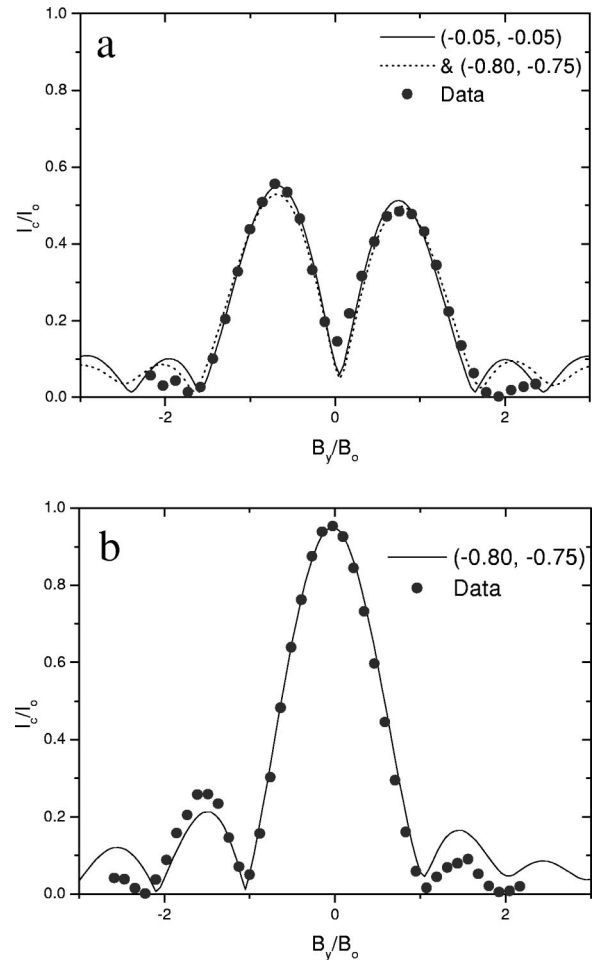 a
(-0.05, -0.05)
& (-0.80, -0.75)
Data
1.0
0.8
0.6
0.4
0.2
0.0
I_c/I_o
-2
0
2
B_y/B_o
b
(-0.80, -0.75)
Data
1.0
0.8
0.6
0.4
0.2
0.0
I_c/I_o
-2
0
2
B_y/B_o